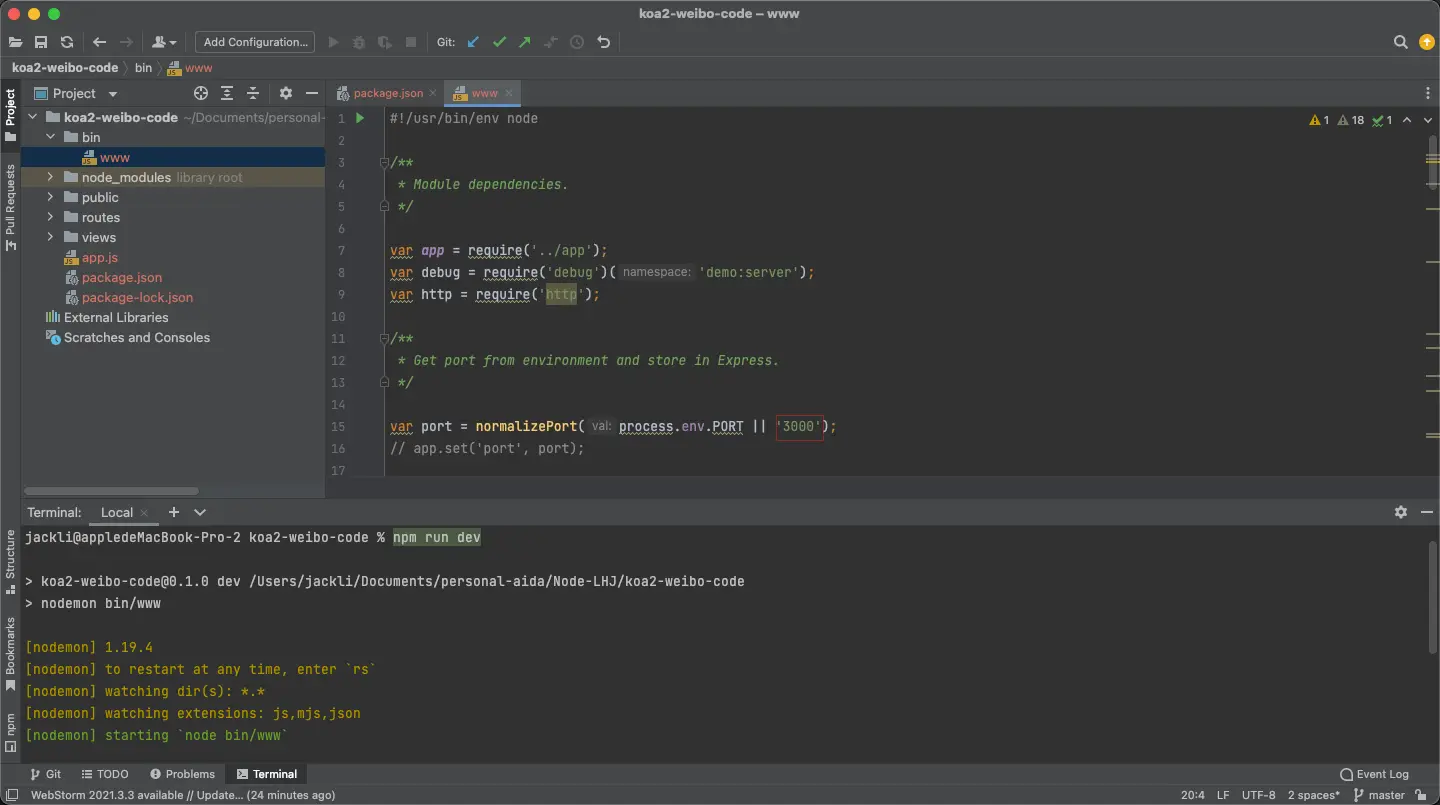 koa2-weibo-code – www
Add Configuration...
Git:
koa2-weibo-code
bin
www
Project
package.json
www
Project
koa2-weibo-code ~/Documents/personal-
bin
www
node_modules library root
public
routes
views
app.js
package.json
package-lock.json
External Libraries
Scratches and Consoles
Pull Requests
Structure
Bookmarks
npm
1 18 1
1 #!/usr/bin/env node
2
3 /**
4 * Module dependencies.
5 */
6
7 var app = require('../app');
8 var debug = require('debug')( namespace: 'demo:server');
9 var http = require('http');
10
11 /**
12 * Get port from environment and store in Express.
13 */
14
15 var port = normalizePort( val: process.env.PORT || '3000');
16 // app.set('port', port);
17
Terminal: Local
jackli@appledeMacBook-Pro-2 koa2-weibo-code % npm run dev
> koa2-weibo-code@0.1.0 dev /Users/jackli/Documents/personal-aida/Node-LHJ/koa2-weibo-code
> nodemon bin/www
[nodemon] 1.19.4
[nodemon] to restart at any time, enter `rs`
[nodemon] watching dir(s): *.*
[nodemon] watching extensions: js,mjs,json
[nodemon] starting `node bin/www`
Git TODO Problems Terminal Event Log
WebStorm 2021.3.3 available // Update... (24 minutes ago) 20:4 LF UTF-8 2 spaces* master